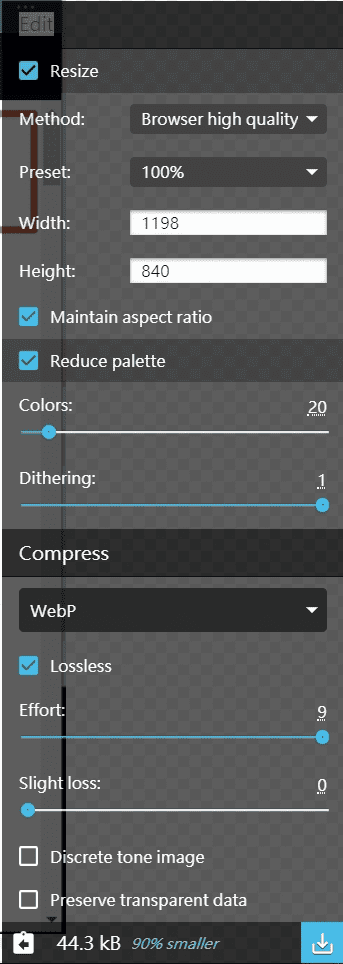 Edit
Resize
Method: Browser high quality
Preset: 100%
Width: 1198
Height: 840
Maintain aspect ratio
Reduce palette
Colors: 20
Dithering: 1
Compress
WebP
Lossless
Effort: 9
Slight loss: 0
Discrete tone image
Preserve transparent data
44.3 kB 90% smaller